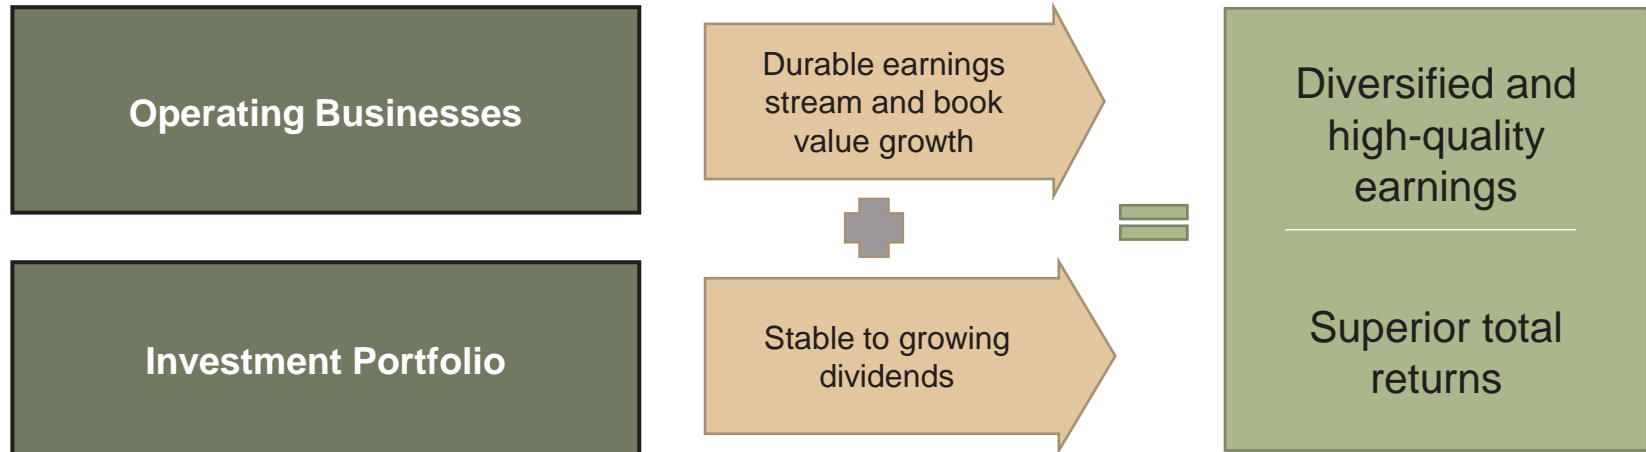 Operating Businesses
Durable earnings
stream and book
value growth
Investment Portfolio
Stable to growing
dividends
Diversified and
high-quality
earnings
Superior total
returns